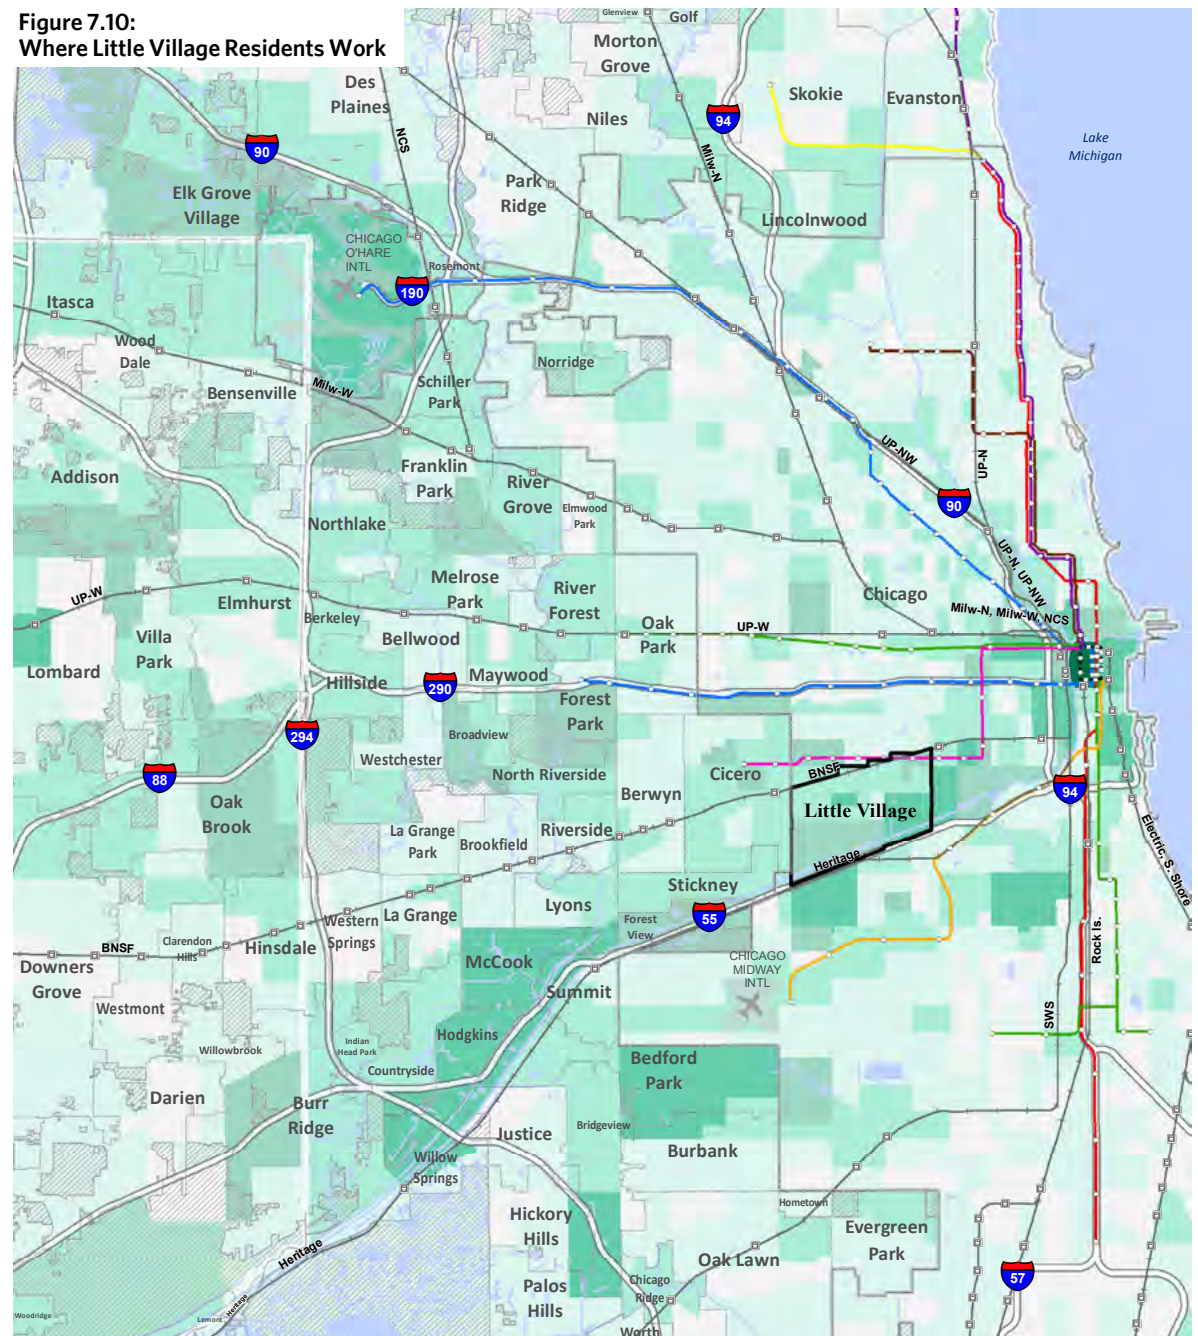 Figure 7.10:
Where Little Village Residents Work
Glenview
Golf
Morton
Grove
Des
Plaines
Skokie
Evanston
Niles
94
NCS
90
Milw-N
Lake
Michigan
Elk Grove
Village
Park
Ridge
Lincolnwood
CHICAGO
O'HARE
INTL
Rosemont
190
Itasca
Wood
Dale
Norridge
Bensenville
Milw-W
Schiller
Park
UP-NW
UP-N
Addison
Franklin
Park
River
Grove
Elmwood
Park
90
Northlake
UP-N, UP-NW
Melrose
Park
River
Forest
Chicago
UP-W
Elmhurst
Berkeley
Milw-N, Milw-W, NCS
Villa
Park
Bellwood
Oak
Park
UP-W
Lombard
Hillside
290
Maywood
Forest
Park
294
Broadview
Westchester
North Riverside
Cicero
BNSF
88
Oak
Brook
Berwyn
94
Little Village
La Grange
Park
Brookfield
Riverside
Heritage
Electric, S. Shore
Stickney
Lyons
La Grange
Western
Springs
55
Forest
View
Rock Is.
BNSF
Clarendon
Hills
Hinsdale
Downers
Grove
McCook
CHICAGO
MIDWAY
INTL
Summit
Westmont
SWS
Hodgkins
Willowbrook
Indian
Head Park
Bedford
Park
Countryside
Darien
Burr
Ridge
Justice
Bridgeview
Burbank
Willow
Springs
Hometown
Hickory
Hills
Evergreen
Park
Heritage
Oak Lawn
57
Palos
Hills
Chicago
Ridge
Heritage
Woodridge
Lemont
Worth